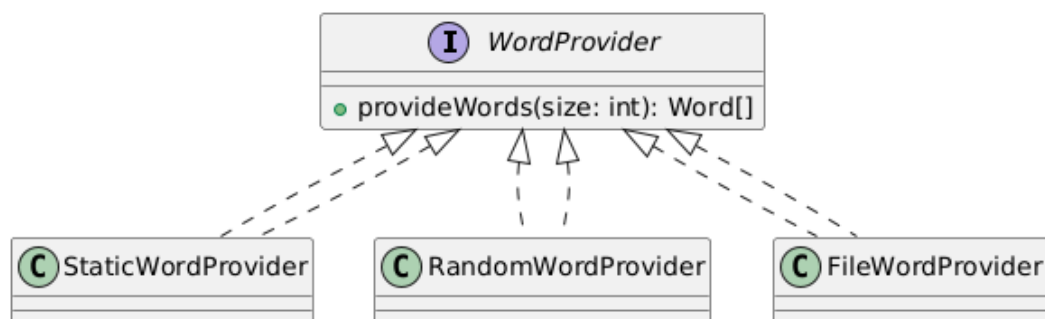 I WordProvider
provideWords(size: int): Word[]
C StaticWordProvider
C RandomWordProvider
C FileWordProvider